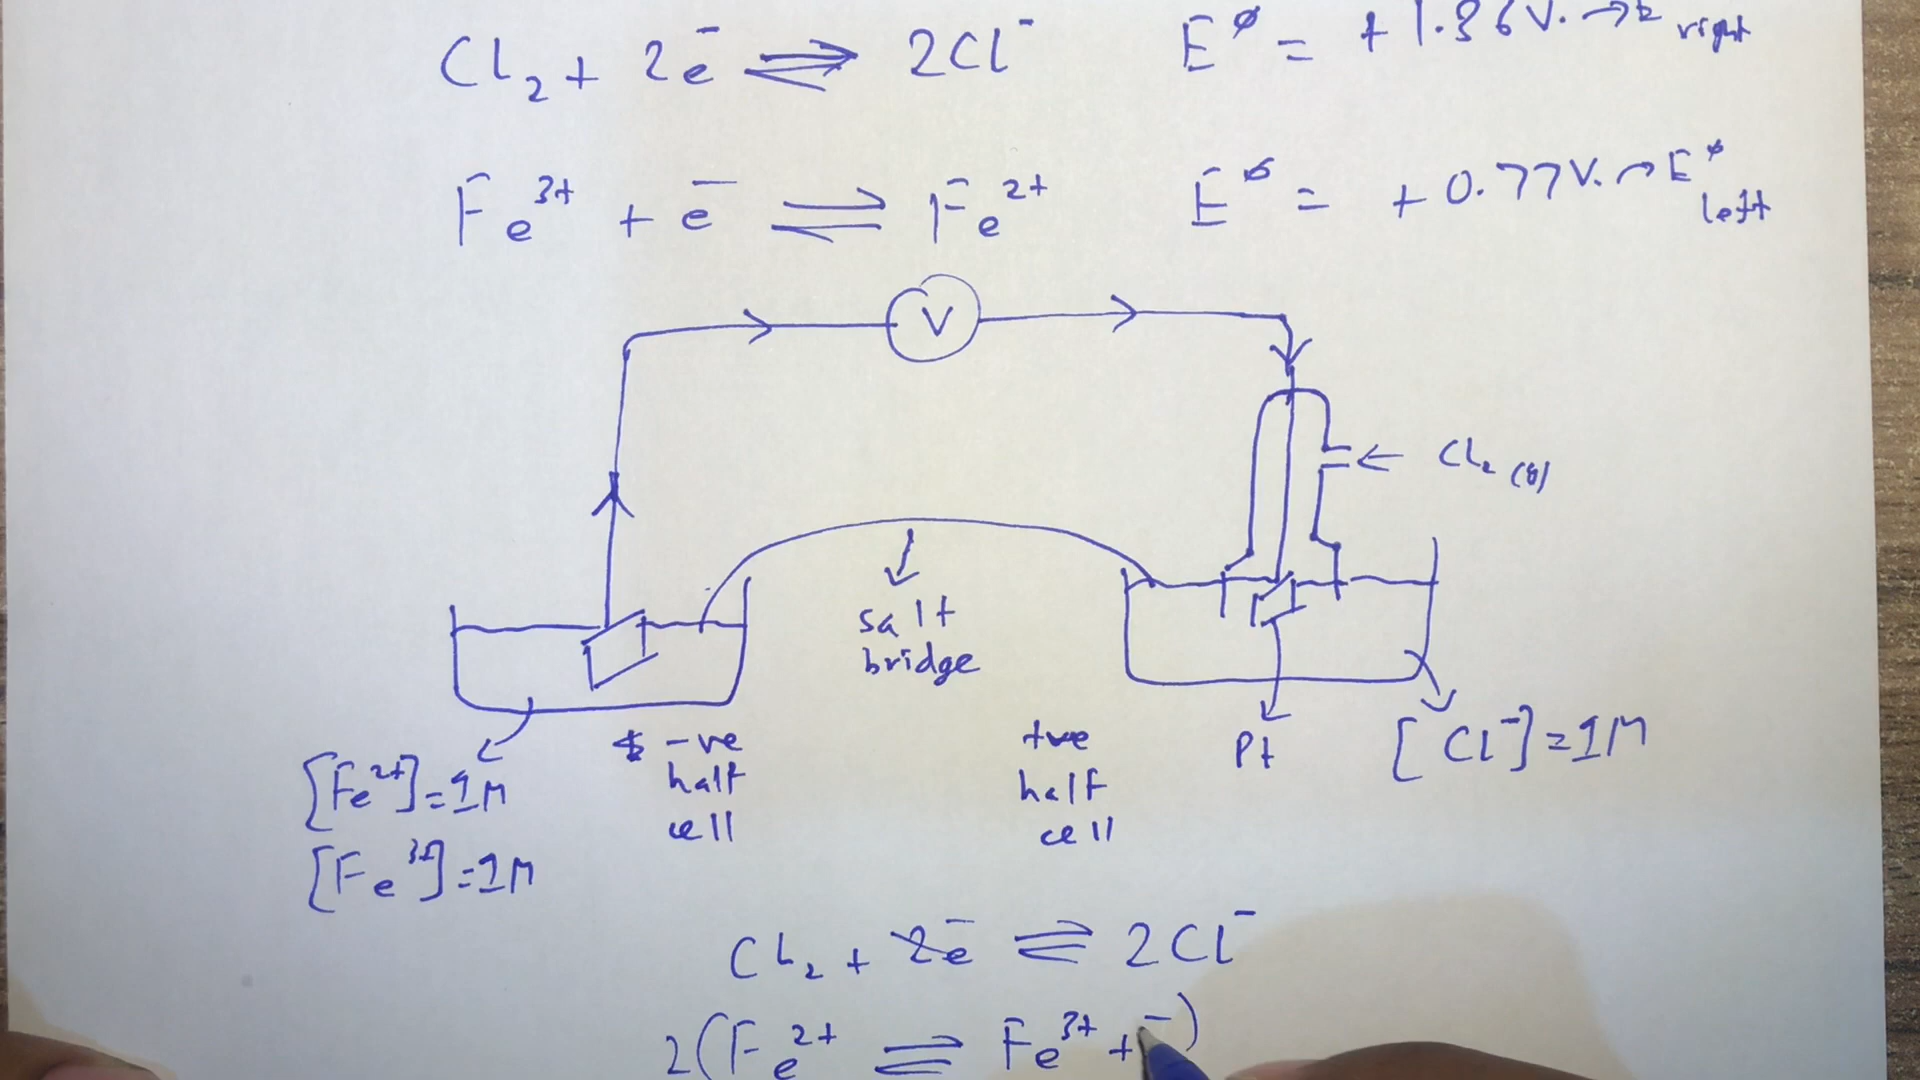 Cl₂ + 2e⁻ ⇌ 2Cl⁻ E° = +1.36V. → E right
Fe³⁺ + e⁻ ⇌ Fe²⁺ E° = +0.77V. → E° left
V
← Cl₂ (g)
salt
bridge
[Fe²⁺]=1M
[Fe³⁺]=1M
-ve
half
cell
+ve
half
cell
Pt
[Cl⁻]=1M
Cl₂ + 2e⁻ ⇌ 2Cl⁻
2(Fe²⁺ ⇌ Fe³⁺ + ⁻)